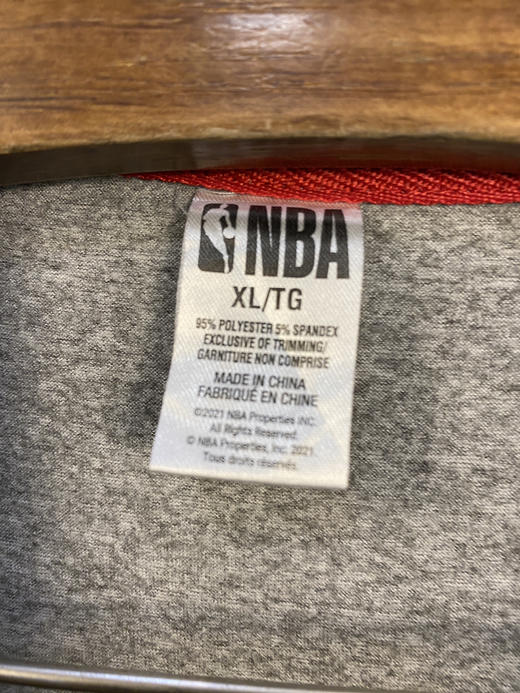 NBA
XL/TG
95% POLYESTER 5% SPANDEX
EXCLUSIVE OF TRIMMING/
GARNITURE NON COMPRISE
MADE IN CHINA
FABRIQUÉ EN CHINE
©2021 NBA Properties INC.
All Rights Reserved.
© NBA Properties, Inc. 2021
Tous droits réservés.